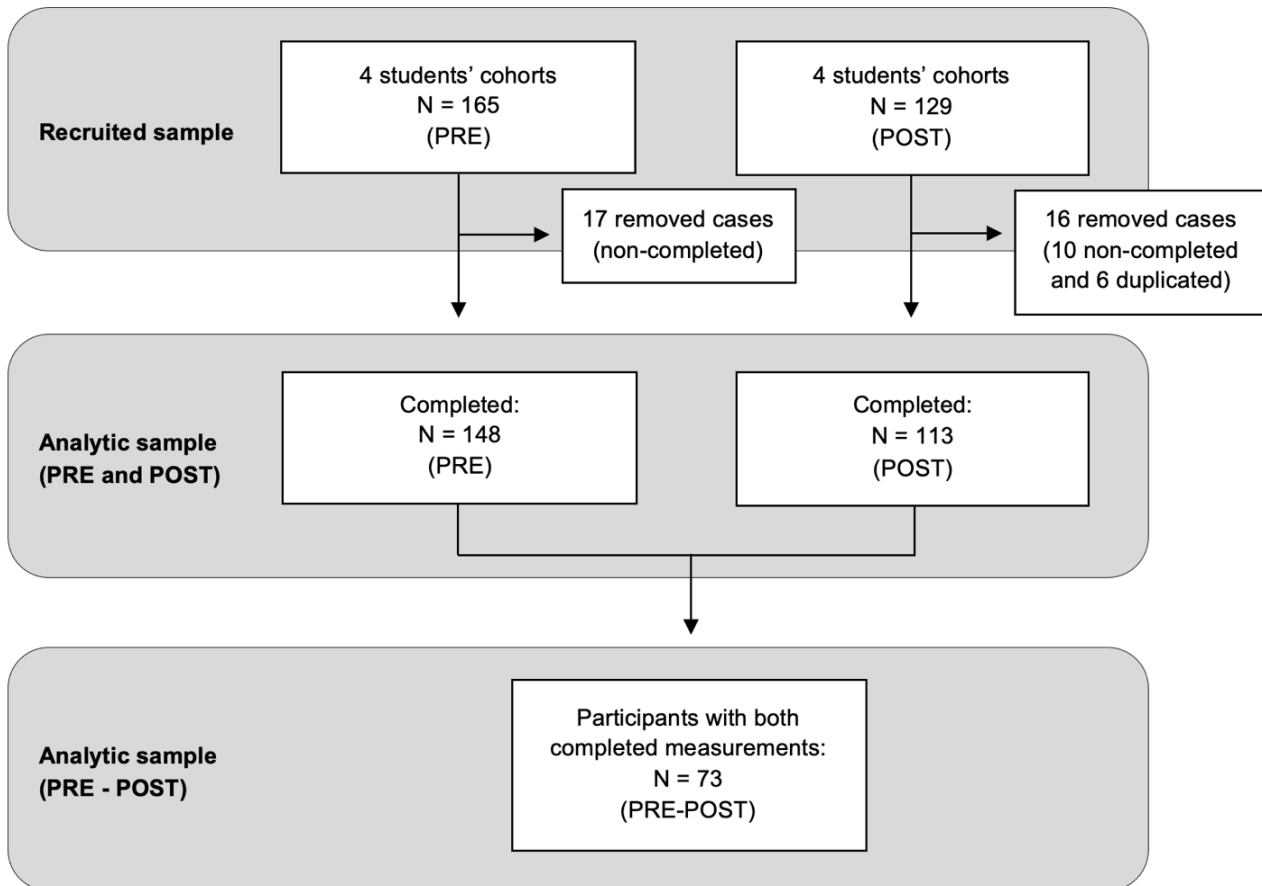 Recruited sample
4 students’ cohorts
N = 165
(PRE)
4 students’ cohorts
N = 129
(POST)
17 removed cases
(non-completed)
16 removed cases
(10 non-completed
and 6 duplicated)
Analytic sample
(PRE and POST)
Completed:
N = 148
(PRE)
Completed:
N = 113
(POST)
Analytic sample
(PRE - POST)
Participants with both
completed measurements:
N = 73
(PRE-POST)